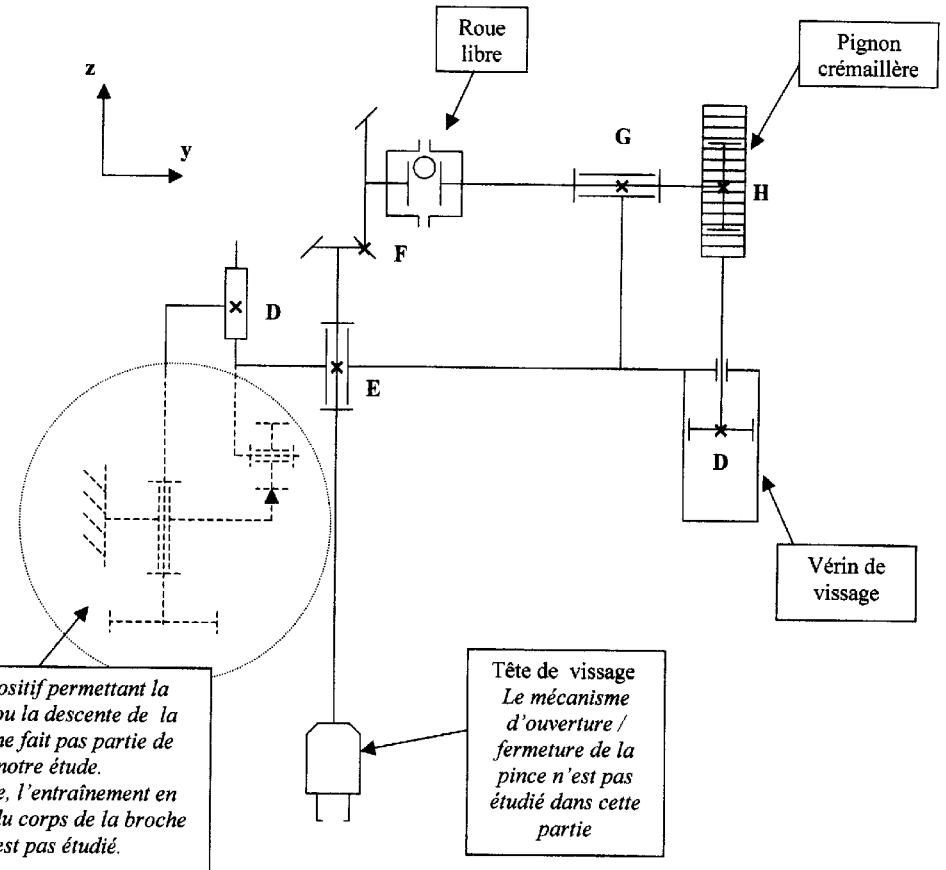 Roue
libre
Pignon
crémaillère
z
y
G
H
F
D
E
D
Vérin de
vissage
Tête de vissage
Le mécanisme
d'ouverture /
fermeture de la
pince n'est pas
étudié dans cette
partie
ositif permettant la
ou la descente de la
ne fait pas partie de
notre étude.
e, l'entraînement en
du corps de la broche
est pas étudié.